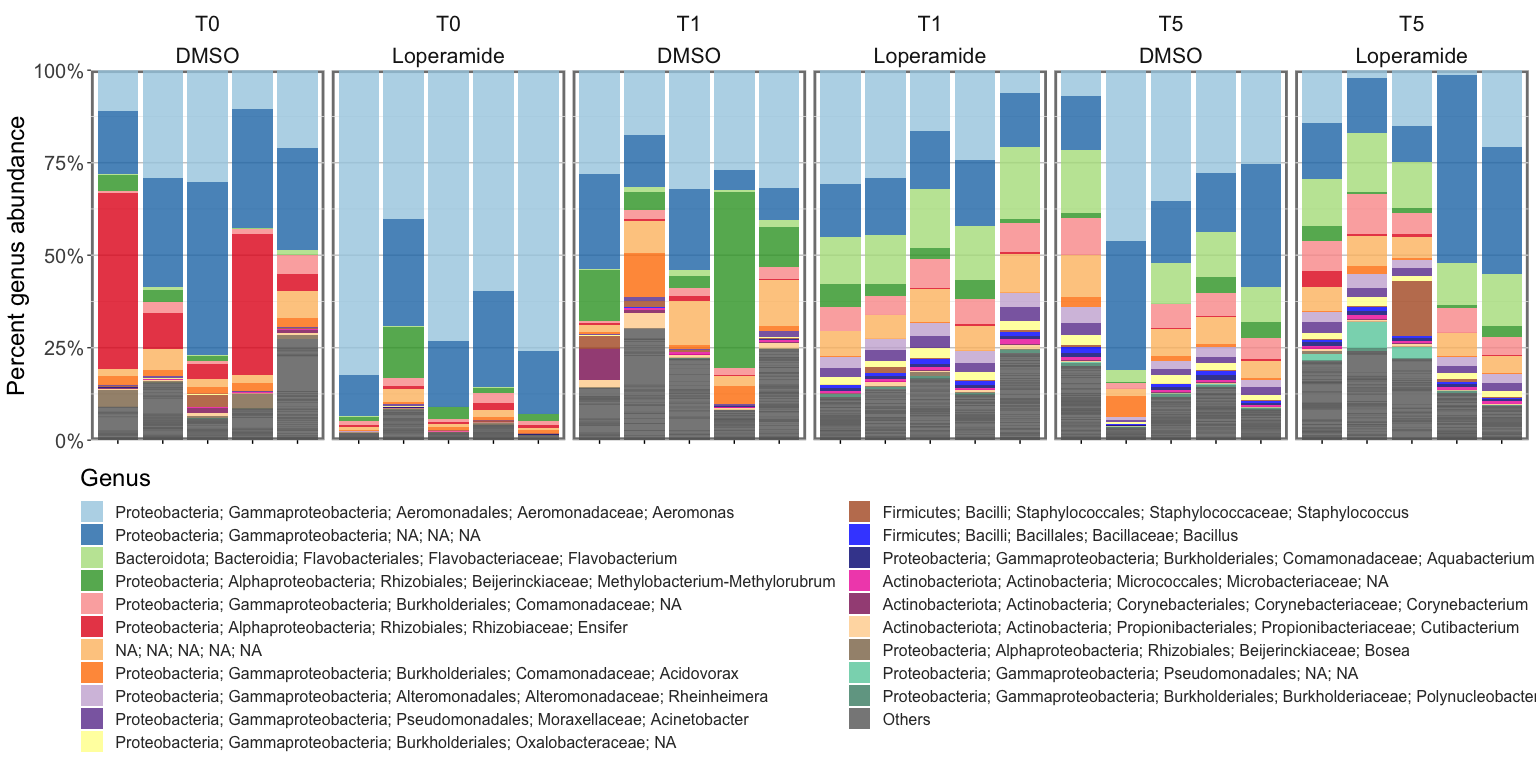 T0 T0 T1 T1 T5 T5
DMSO Loperamide DMSO Loperamide DMSO Loperamide
100%
75%
50%
25%
0%
Percent genus abundance
Genus
Proteobacteria; Gammaproteobacteria; Aeromonadales; Aeromonadaceae; Aeromonas
Proteobacteria; Gammaproteobacteria; NA; NA; NA
Bacteroidota; Bacteroidia; Flavobacteriales; Flavobacteriaceae; Flavobacterium
Proteobacteria; Alphaproteobacteria; Rhizobiales; Beijerinckiaceae; Methylobacterium-Methylorubrum
Proteobacteria; Gammaproteobacteria; Burkholderiales; Comamonadaceae; NA
Proteobacteria; Alphaproteobacteria; Rhizobiales; Rhizobiaceae; Ensifer
NA; NA; NA; NA; NA
Proteobacteria; Gammaproteobacteria; Burkholderiales; Comamonadaceae; Acidovorax
Proteobacteria; Gammaproteobacteria; Alteromonadales; Alteromonadaceae; Rheinheimera
Proteobacteria; Gammaproteobacteria; Pseudomonadales; Moraxellaceae; Acinetobacter
Proteobacteria; Gammaproteobacteria; Burkholderiales; Oxalobacteraceae; NA
Firmicutes; Bacilli; Staphylococcales; Staphylococcaceae; Staphylococcus
Firmicutes; Bacilli; Bacillales; Bacillaceae; Bacillus
Proteobacteria; Gammaproteobacteria; Burkholderiales; Comamonadaceae; Aquabacterium
Actinobacteriota; Actinobacteria; Micrococcales; Microbacteriaceae; NA
Actinobacteriota; Actinobacteria; Corynebacteriales; Corynebacteriaceae; Corynebacterium
Actinobacteriota; Actinobacteria; Propionibacteriales; Propionibacteriaceae; Cutibacterium
Proteobacteria; Alphaproteobacteria; Rhizobiales; Beijerinckiaceae; Bosea
Proteobacteria; Gammaproteobacteria; Pseudomonadales; NA; NA
Proteobacteria; Gammaproteobacteria; Burkholderiales; Burkholderiaceae; Polynucleobacter
Others